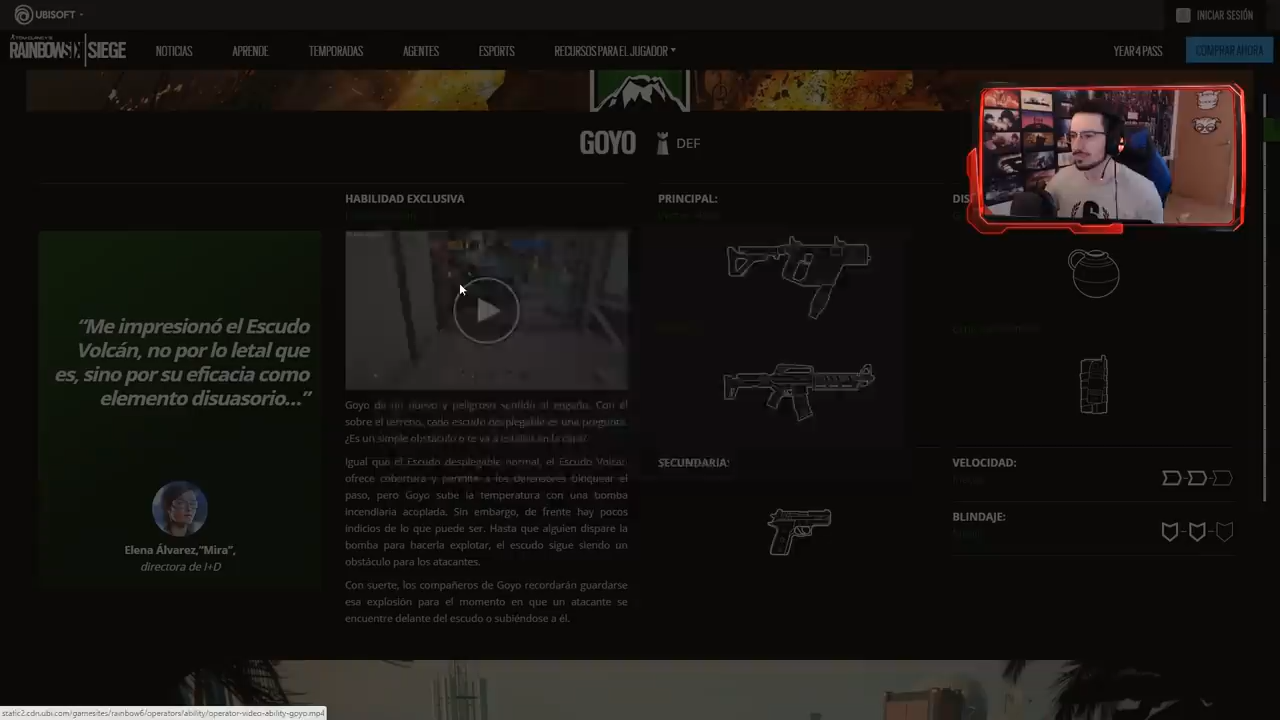 UBISOFT
INICIAR SESIÓN
RAINBOWSIX | SIEGE
NOTICIAS
APRENDE
TEMPORADAS
AGENTES
ESPORTS
RECURSOS PARA EL JUGADOR
YEAR 4 PASS
COMPRAR AHORA
GOYO
DEF
HABILIDAD EXCLUSIVA
PRINCIPAL:
“Me impresionó el Escudo
Volcán, no por lo letal que
es, sino por su eficacia como
elemento disuasorio…”
Elena Álvarez,“Mira”,
directora de I+D
Goyo da un nuevo y peligroso sentido al engaño. Con él
sobre el terreno, cada escudo desplegable es una pregunta.
¿Es un simple obstáculo o te va a estallar en la cara?
Igual que el Escudo desplegable normal, el Escudo Volcán
ofrece cobertura y permite a los defensores bloquear el
paso, pero Goyo sube la temperatura con una bomba
incendiaria acoplada. Sin embargo, de frente hay pocos
indicios de lo que puede ser. Hasta que alguien dispare la
bomba para hacerla explotar, el escudo sigue siendo un
obstáculo para los atacantes.
Con suerte, los compañeros de Goyo recordarán guardarse
esa explosión para el momento en que un atacante se
encuentre delante del escudo o subiéndose a él.
SECUNDARIA:
VELOCIDAD:
BLINDAJE:
static2.cdn.ubi.com/gamesites/rainbow6/operators/ability/operator-video-ability-goyo.mp4